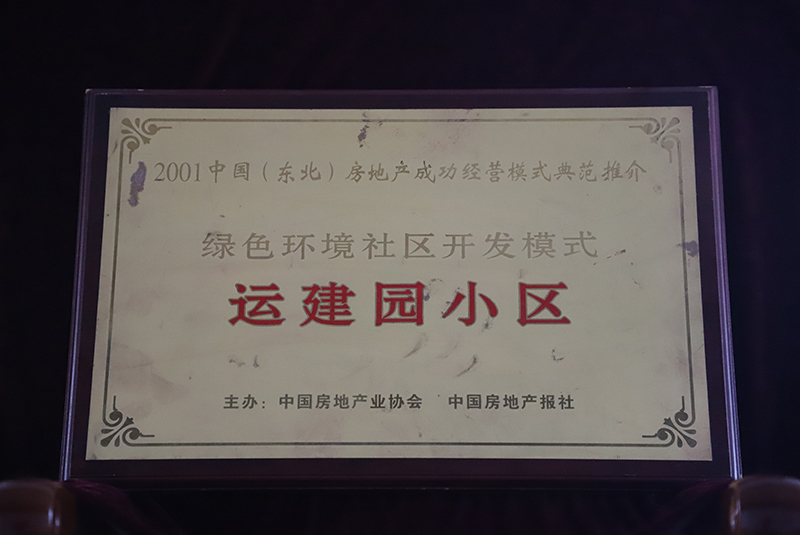 2001中国（东北）房地产成功经营模式典范推介
绿色环境社区开发模式
运建园小区
主办：中国房地产业协会 中国房地产报社